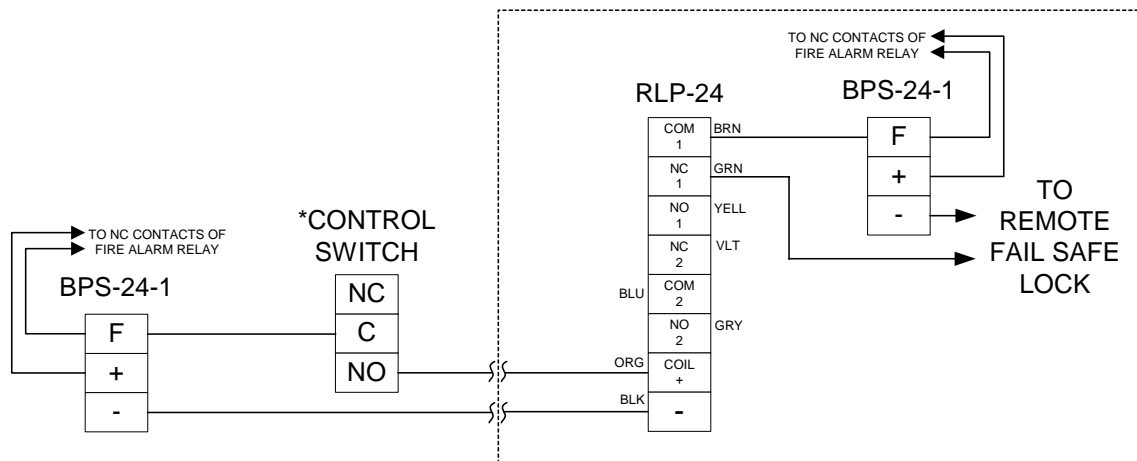 TO NC CONTACTS OF
FIRE ALARM RELAY
RLP-24
BPS-24-1
COM
1
BRN
F
NC
1
GRN
+
NO
1
YELL
-
NC
2
VLT
COM
2
BLU
NO
2
GRY
COIL
+
ORG
-
BLK
TO
REMOTE
FAIL SAFE
LOCK
*CONTROL
SWITCH
NC
C
NO
TO NC CONTACTS OF
FIRE ALARM RELAY
BPS-24-1
F
+
-